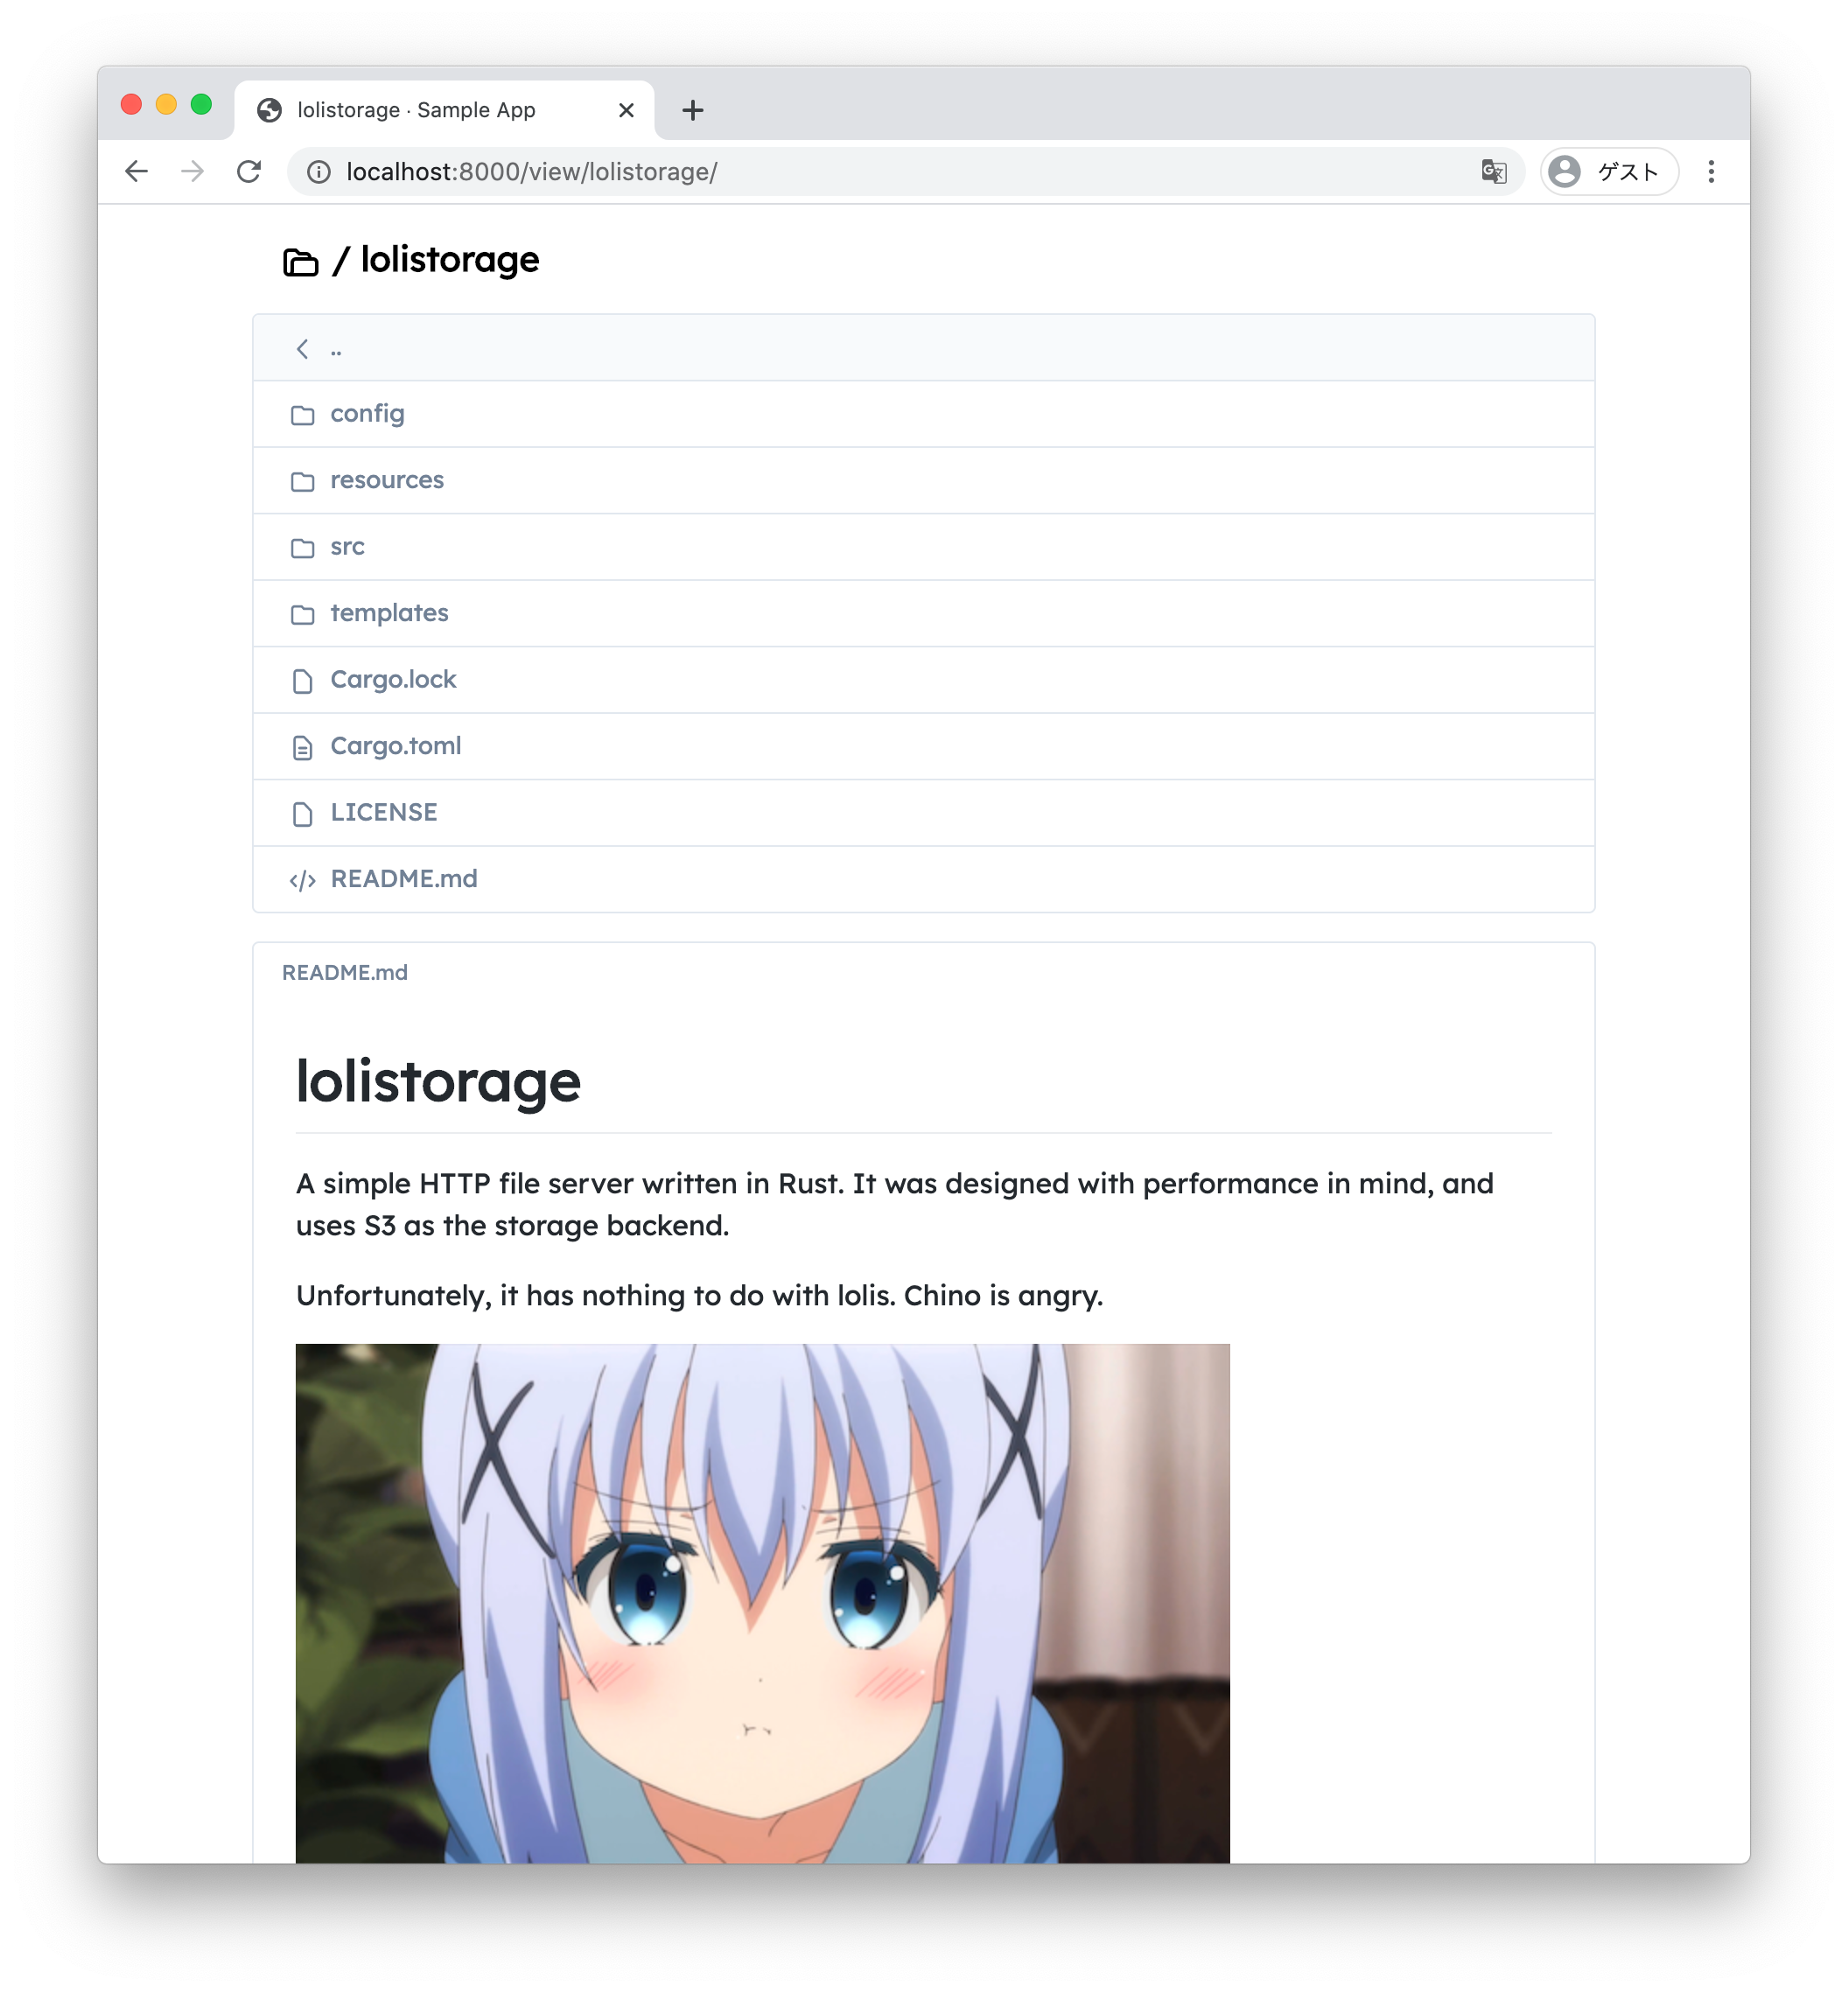 lolistorage · Sample App
localhost:8000/view/lolistorage/
ゲスト
/ lolistorage
..
config
resources
src
templates
Cargo.lock
Cargo.toml
LICENSE
README.md
README.md
lolistorage
A simple HTTP file server written in Rust. It was designed with performance in mind, and
uses S3 as the storage backend.
Unfortunately, it has nothing to do with lolis. Chino is angry.